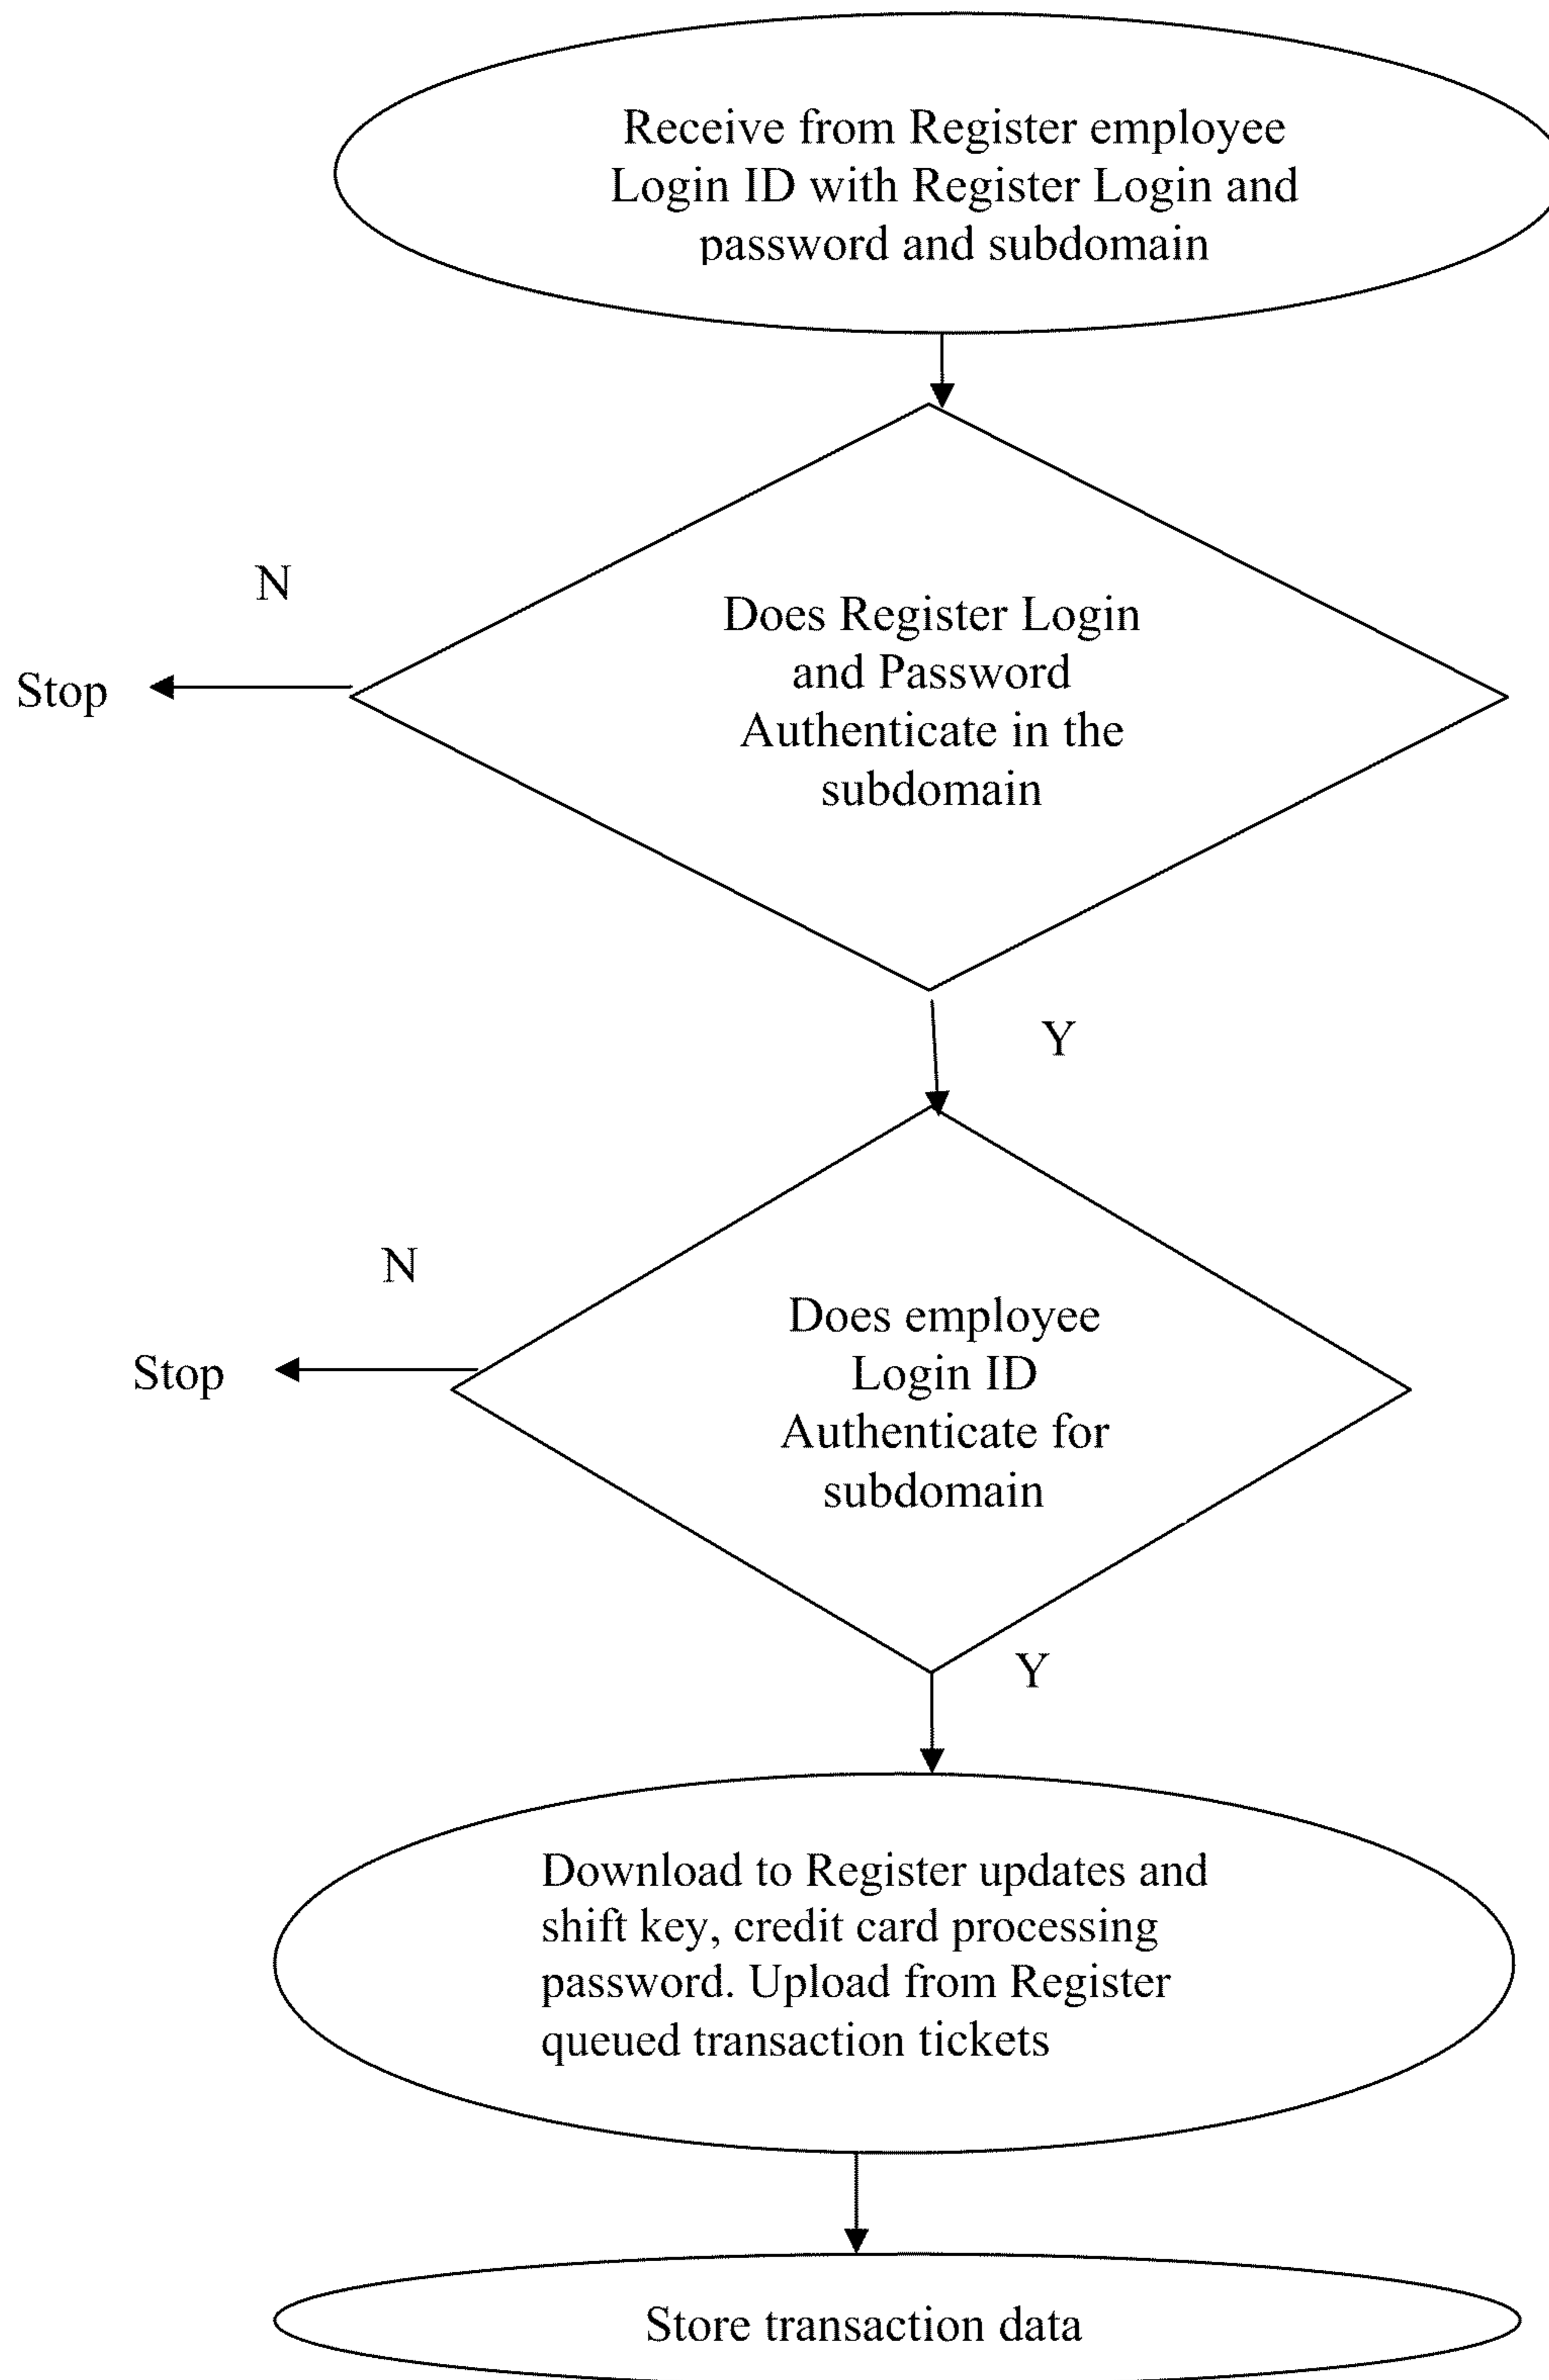 Receive from Register employee
Login ID with Register Login and
password and subdomain
N
Does Register Login
and Password
Authenticate in the
subdomain
Stop
Y
N
Does employee
Login ID
Authenticate for
subdomain
Stop
Y
Download to Register updates and
shift key, credit card processing
password. Upload from Register
queued transaction tickets
Store transaction data